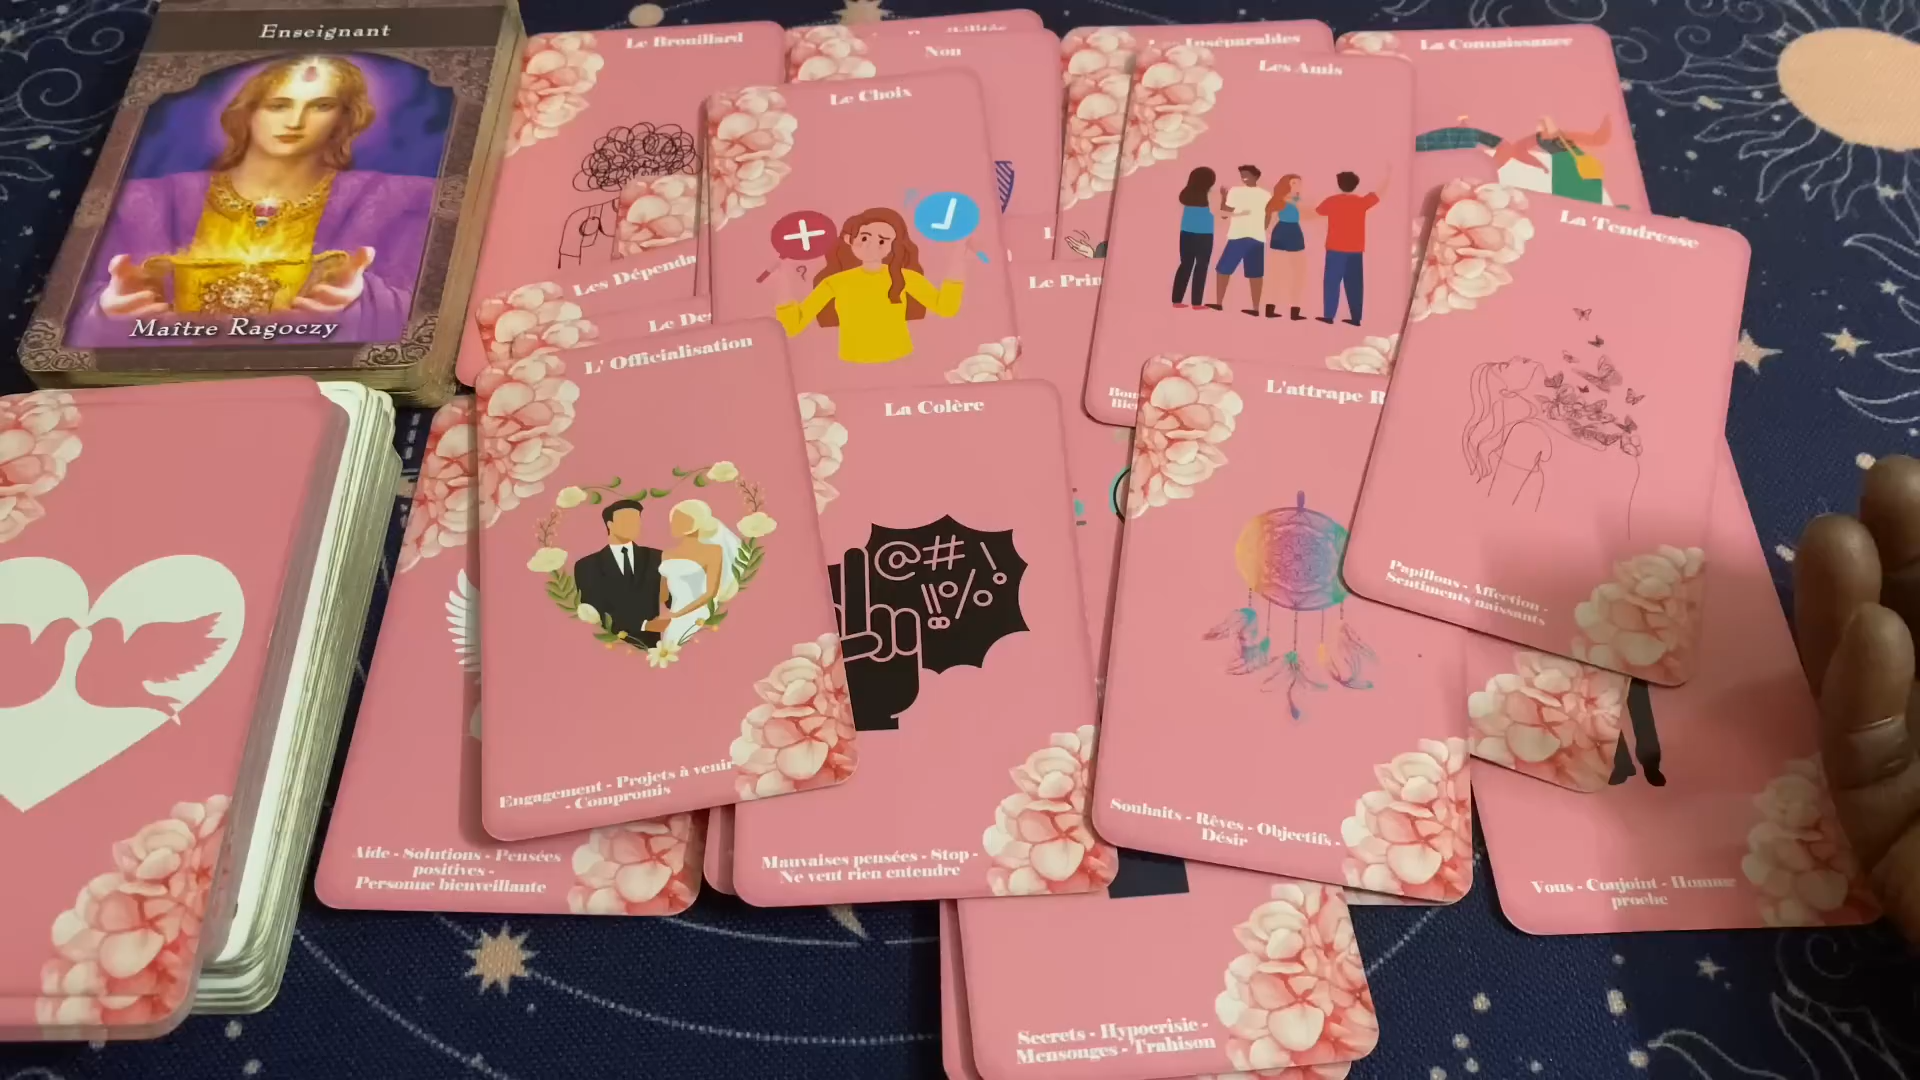 Enseignant
Maître Ragoczy
Le Brouillard
Non
Les Inséparables
La Connaissance
Le Choix
Les Amis
La Tendresse
Le
Les
L' Officialisation
La Colère
L'attrape
@#!
!!%
Papillons - Affection -
Sentiments naissants
Engagement - Projets à venir
- Compromis
Souhaits - Rêves - Objectifs -
Désir
Aide - Solutions - Pensées
positives -
Personne bienveillante
Mauvaises pensées - Stop -
Ne veut rien entendre
Vous - Conjoint - Homme
proche
Secrets - Hypocrisie -
Mensonges - Trahison